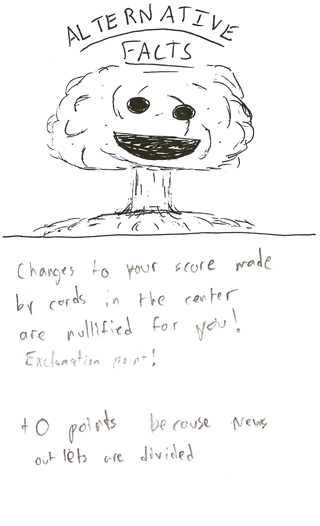 ALTERNATIVE
FACTS
Changes to your score made
by cards in the center
are nullified for you!
Exclamation point!
+0 points because News
outlets are divided